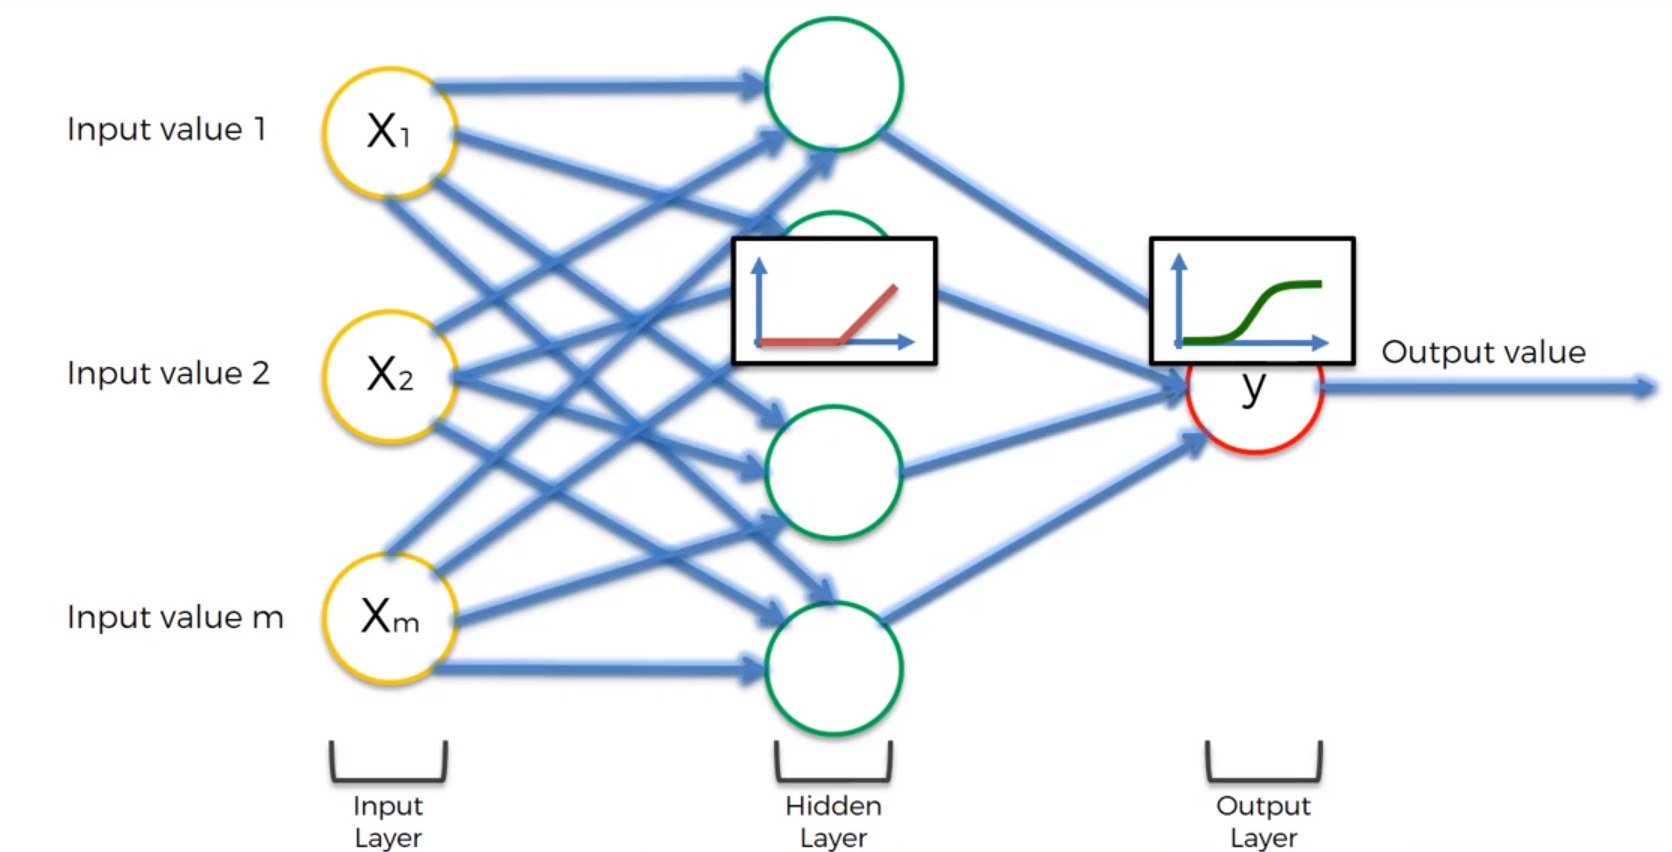 Input value 1
X₁
Input value 2
X₂
Input value m
Xₘ
y
Output value
Input
Layer
Hidden
Layer
Output
Layer